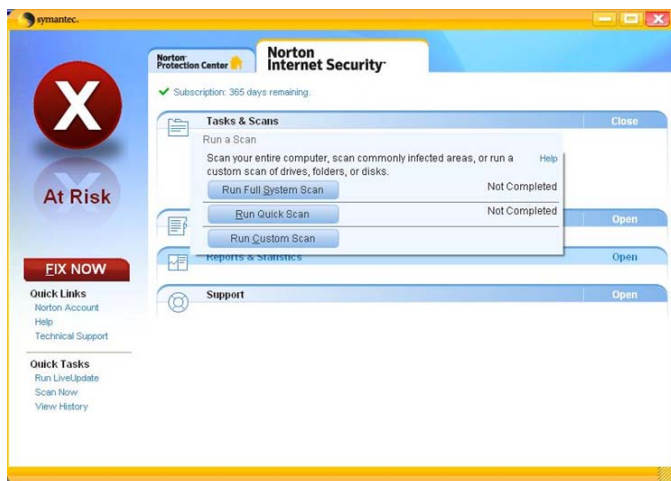 symantec.
Norton
Protection Center
Norton
Internet Security
Subscription: 365 days remaining.
X
At Risk
FIX NOW
Quick Links
Norton Account
Help
Technical Support
Quick Tasks
Run LiveUpdate
Scan Now
View History
Tasks & Scans Close
Run a Scan
Scan your entire computer, scan commonly infected areas, or run a Help
custom scan of drives, folders, or disks.
Run Full System Scan Not Completed
Run Quick Scan Not Completed
Run Custom Scan
Open
Reports & Statistics Open
Support Open